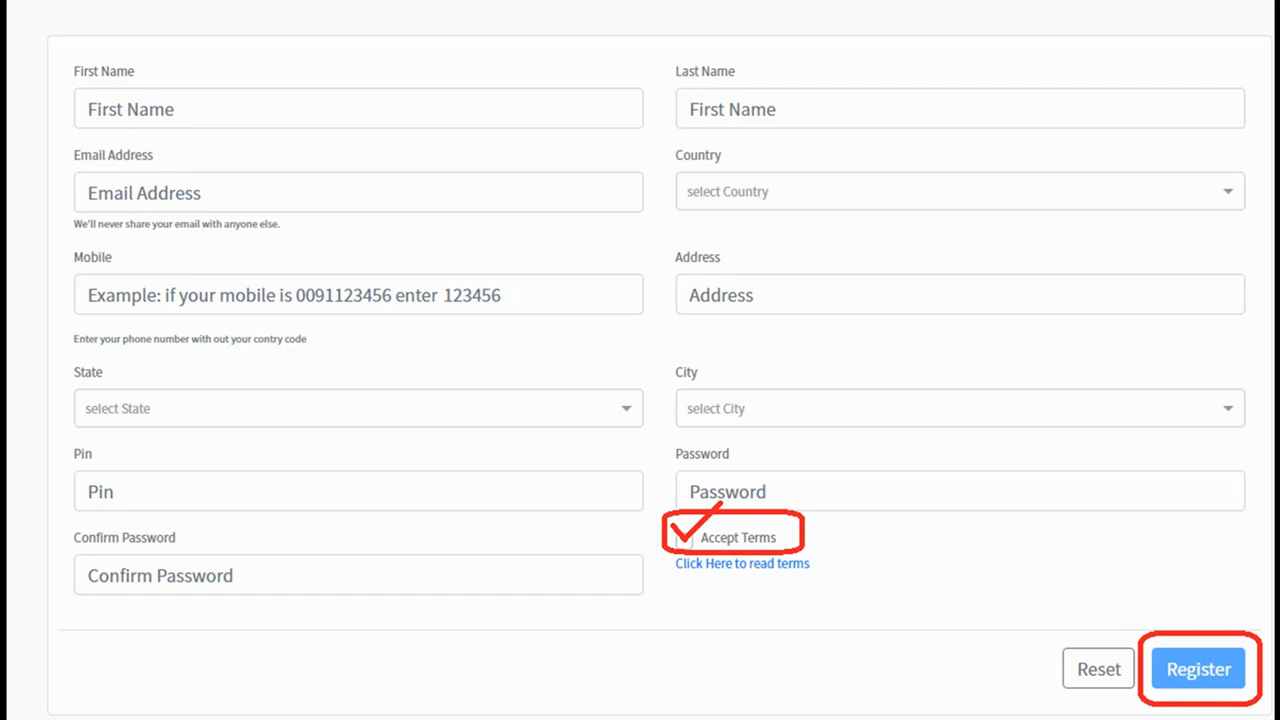 First Name
Last Name
First Name
First Name
Email Address
Country
Email Address
select Country
We'll never share your email with anyone else.
Mobile
Address
Example: if your mobile is 0091123456 enter 123456
Address
Enter your phone number with out your contry code
State
City
select State
select City
Pin
Password
Pin
Password
Confirm Password
Accept Terms
Confirm Password
Click Here to read terms
Reset
Register